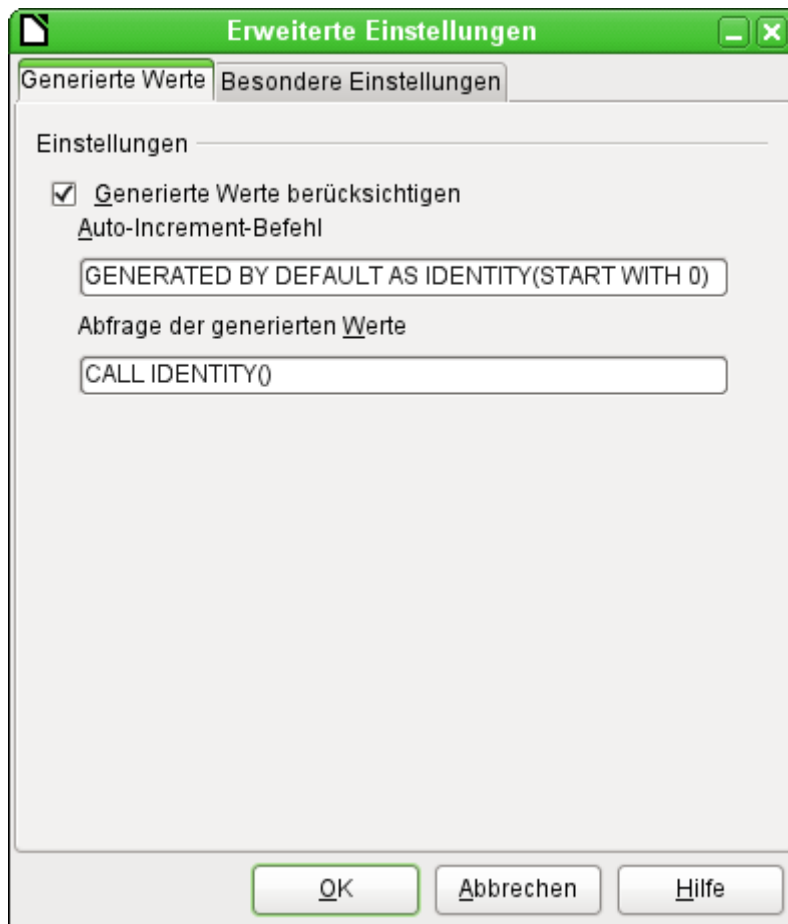 Erweiterte Einstellungen
Generierte Werte Besondere Einstellungen
Einstellungen
Generierte Werte berücksichtigen
Auto-Increment-Befehl
GENERATED BY DEFAULT AS IDENTITY(START WITH 0)
Abfrage der generierten Werte
CALL IDENTITY()
OK Abbrechen Hilfe